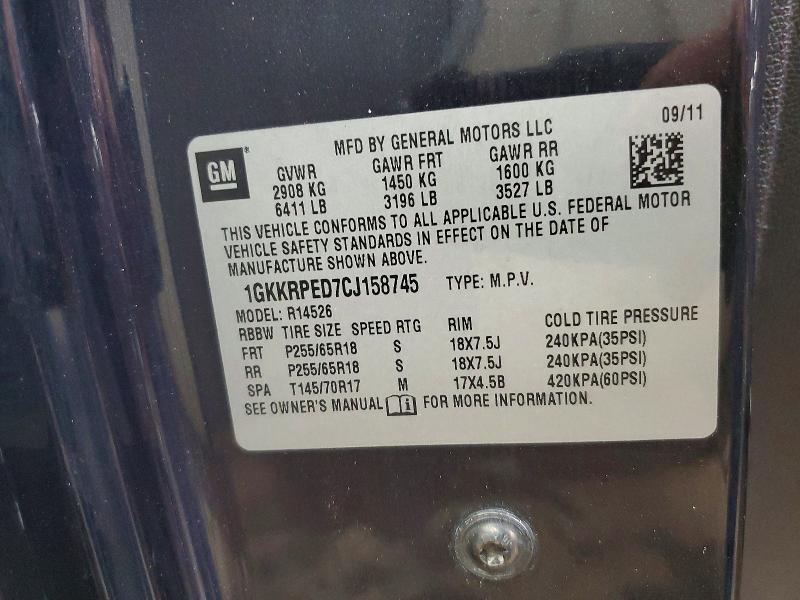 09/11
MFD BY GENERAL MOTORS LLC
GM
GVWR GAWR FRT GAWR RR
2908 KG 1450 KG 1600 KG
6411 LB 3196 LB 3527 LB
THIS VEHICLE CONFORMS TO ALL APPLICABLE U.S. FEDERAL MOTOR
VEHICLE SAFETY STANDARDS IN EFFECT ON THE DATE OF
MANUFACTURE SHOWN ABOVE.
1GKKRPED7CJ158745 TYPE: M.P.V.
MODEL: R14526
RBBW TIRE SIZE SPEED RTG RIM COLD TIRE PRESSURE
FRT P255/65R18 S 18X7.5J 240KPA(35PSI)
RR P255/65R18 S 18X7.5J 240KPA(35PSI)
SPA T145/70R17 M 17X4.5B 420KPA(60PSI)
SEE OWNER'S MANUAL i FOR MORE INFORMATION.